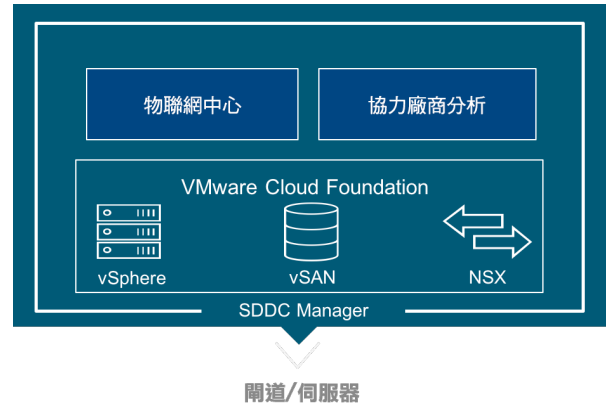 物聯網中心
協力廠商分析
VMware Cloud Foundation
vSphere
vSAN
NSX
SDDC Manager
閘道/伺服器